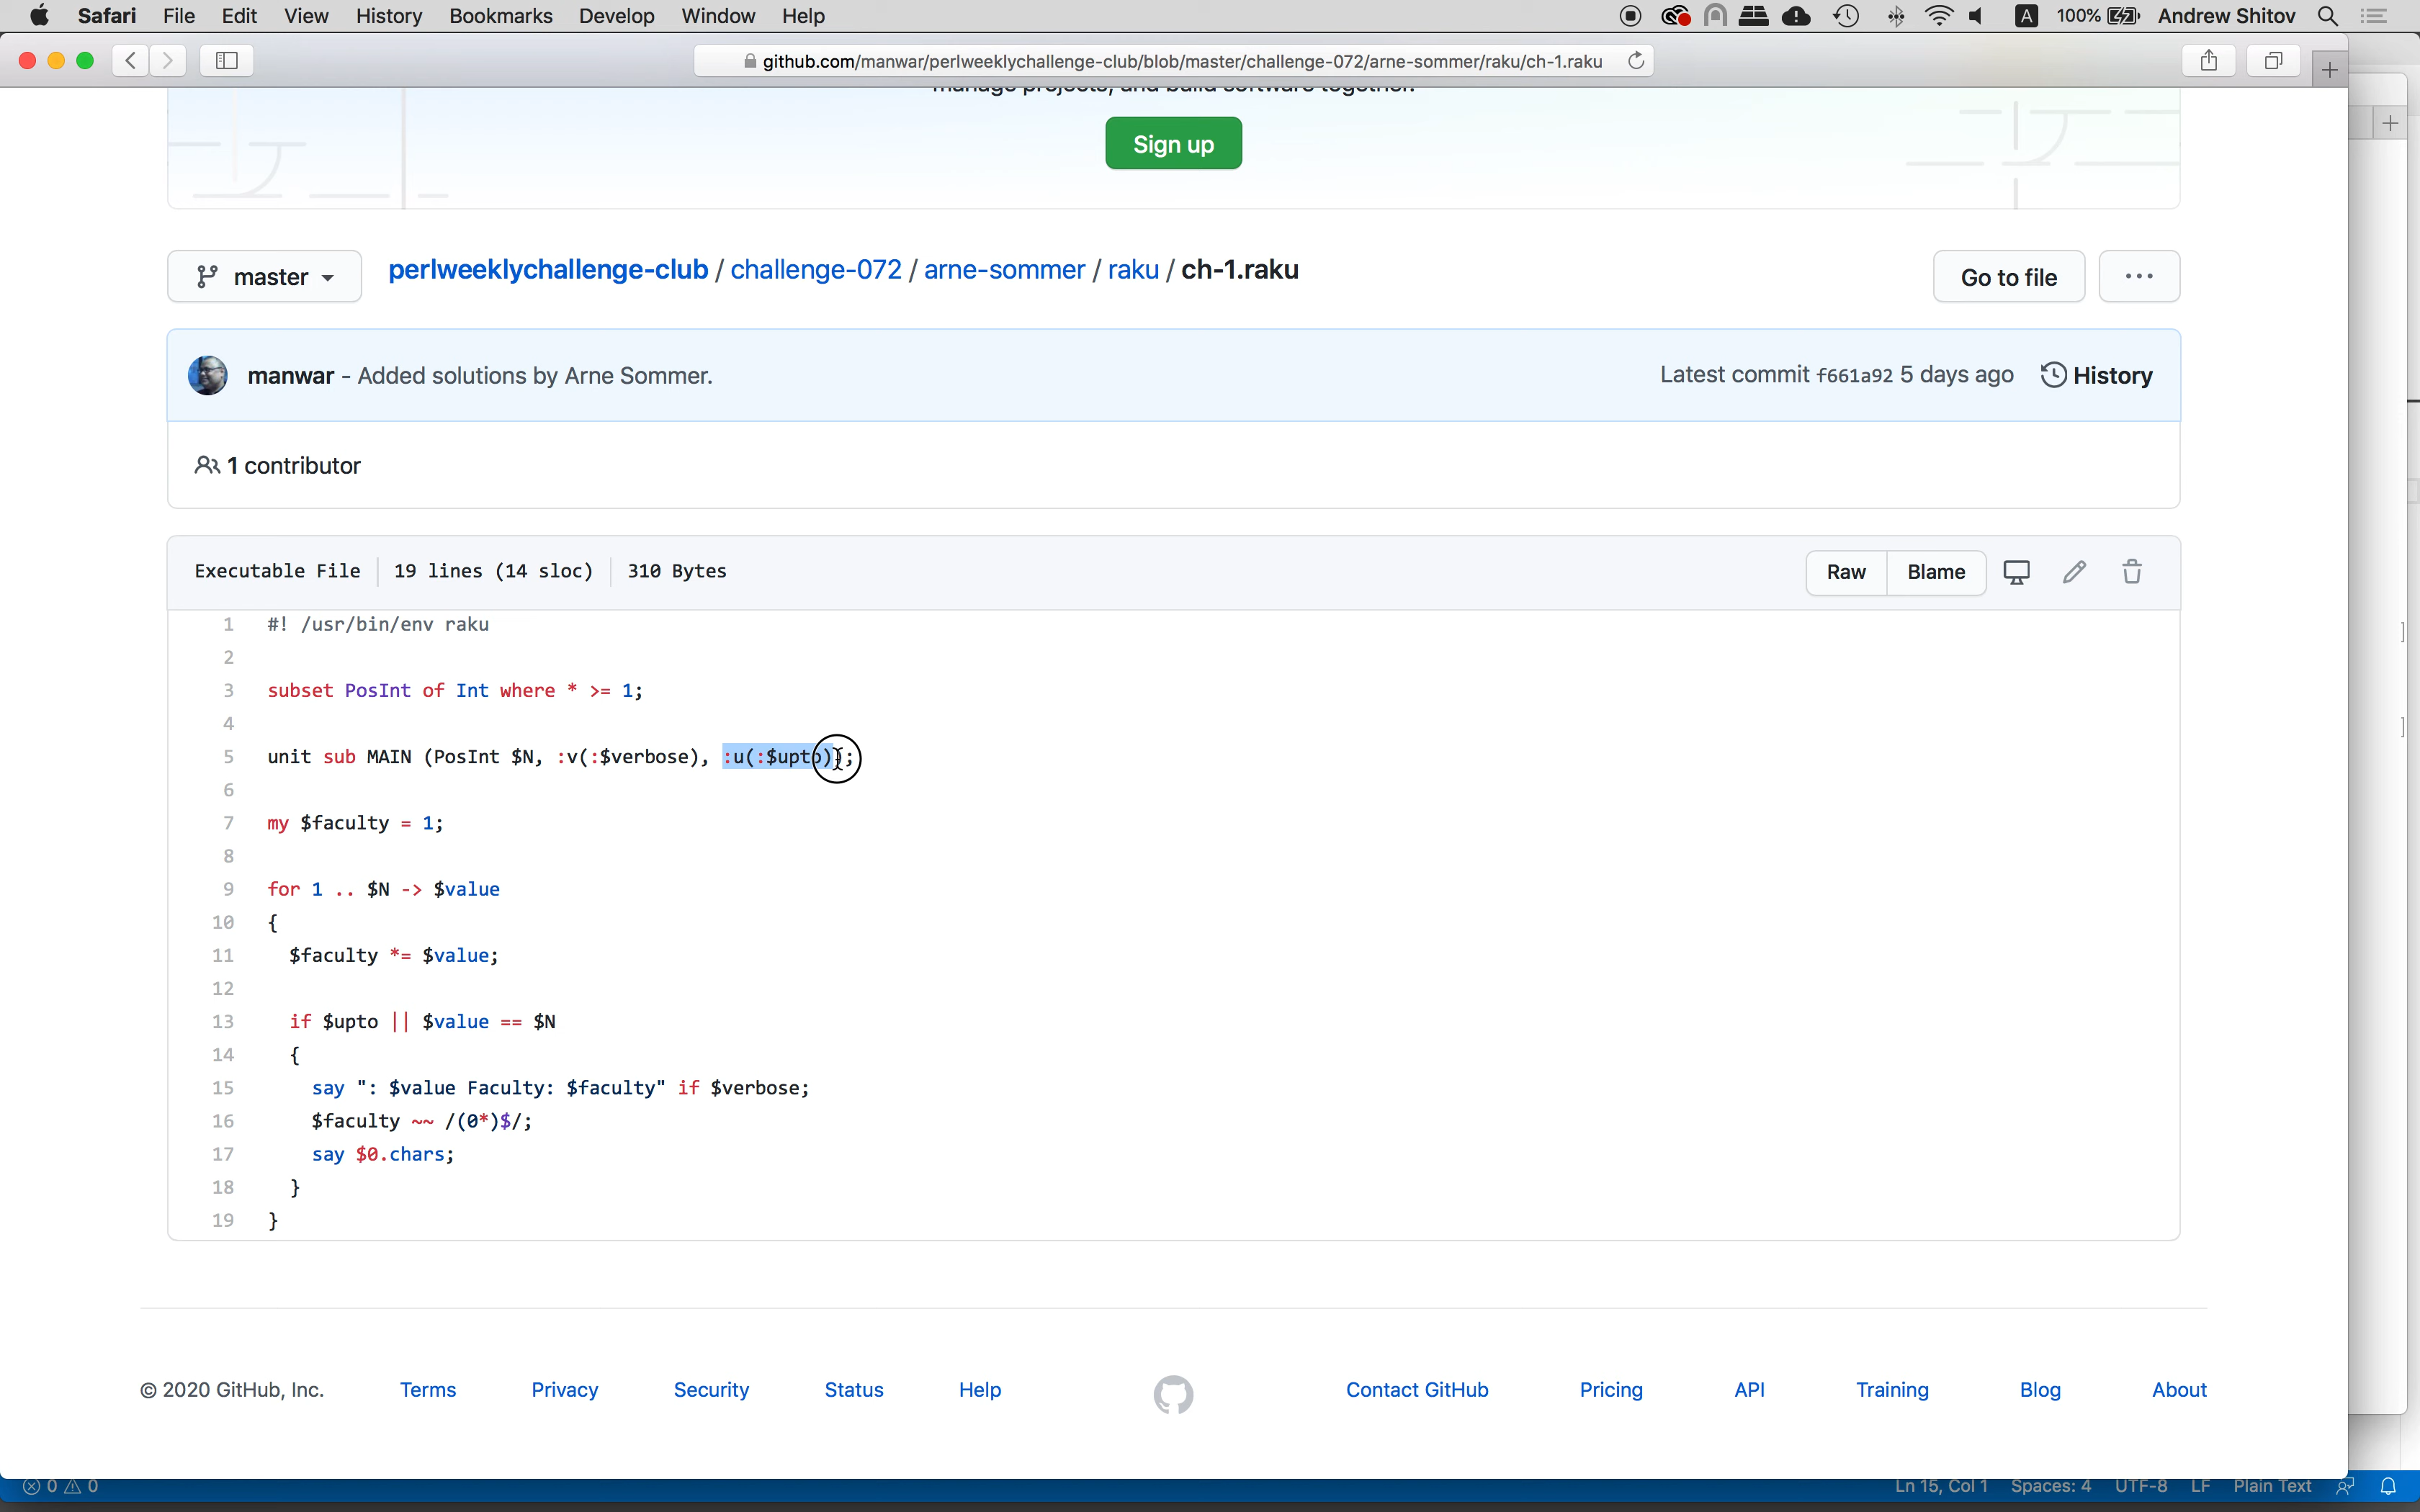 Safari File Edit View History Bookmarks Develop Window Help A 100% Andrew Shitov
github.com/manwar/perlweeklychallenge-club/blob/master/challenge-072/arne-sommer/raku/ch-1.raku
manage projects, and build software together.
Sign up
master perlweeklychallenge-club / challenge-072 / arne-sommer / raku / ch-1.raku Go to file ...
manwar - Added solutions by Arne Sommer. Latest commit f661a92 5 days ago History
1 contributor
Executable File 19 lines (14 sloc) 310 Bytes Raw Blame
1 #! /usr/bin/env raku
2
3 subset PosInt of Int where * >= 1;
4
5 unit sub MAIN (PosInt $N, :v(:$verbose), :u(:$upto));
6
7 my $faculty = 1;
8
9 for 1 .. $N -> $value
10 {
11 $faculty *= $value;
12
13 if $upto || $value == $N
14 {
15 say ": $value Faculty: $faculty" if $verbose;
16 $faculty ~~ /(0*)$/;
17 say $0.chars;
18 }
19 }
© 2020 GitHub, Inc. Terms Privacy Security Status Help Contact GitHub Pricing API Training Blog About
0 0 Ln 15, Col 1 Spaces: 4 UTF-8 LF Plain Text